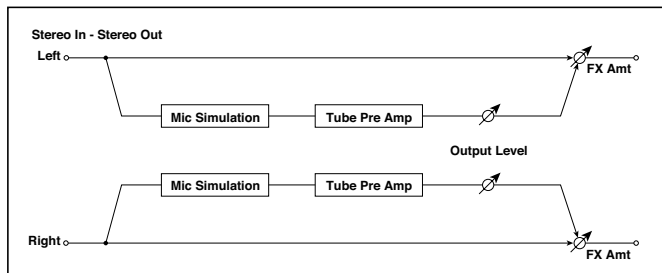 Stereo In - Stereo Out
Left
FX Amt
Mic Simulation Tube Pre Amp
Output Level
Mic Simulation Tube Pre Amp
Right
FX Amt